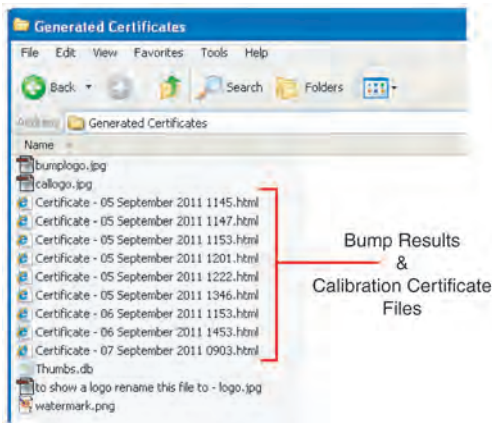 Generated Certificates
File Edit View Favorites Tools Help
Back Search Folders
Address Generated Certificates
Name
bumplogo.jpg
callogo.jpg
Certificate - 05 September 2011 1145.html
Certificate - 05 September 2011 1147.html
Certificate - 05 September 2011 1153.html
Certificate - 05 September 2011 1201.html
Certificate - 05 September 2011 1222.html
Certificate - 05 September 2011 1346.html
Certificate - 06 September 2011 1153.html
Certificate - 06 September 2011 1453.html
Certificate - 07 September 2011 0903.html
Thumbs.db
to show a logo rename this file to - logo.jpg
watermark.png
Bump Results
&
Calibration Certificate
Files